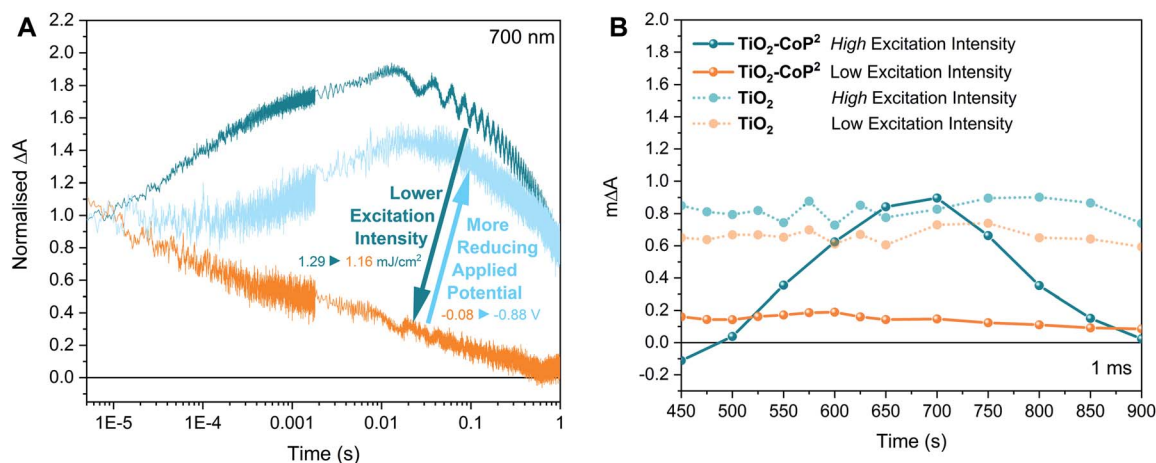 A
700 nm
2.2
2.0
1.8
1.6
1.4
1.2
1.0
0.8
0.6
0.4
0.2
0.0
Normalised ΔA
Lower
Excitation
Intensity
1.29 ► 1.16 mJ/cm²
More
Reducing
Applied
Potential
-0.08 ► -0.88 V
1E-5 1E-4 0.001 0.01 0.1 1
Time (s)
B
2.0
1.8
1.6
1.4
1.2
1.0
0.8
0.6
0.4
0.2
0.0
-0.2
mΔA
TiO₂-CoP² High Excitation Intensity
TiO₂-CoP² Low Excitation Intensity
TiO₂ High Excitation Intensity
TiO₂ Low Excitation Intensity
1 ms
450 500 550 600 650 700 750 800 850 900
Time (s)